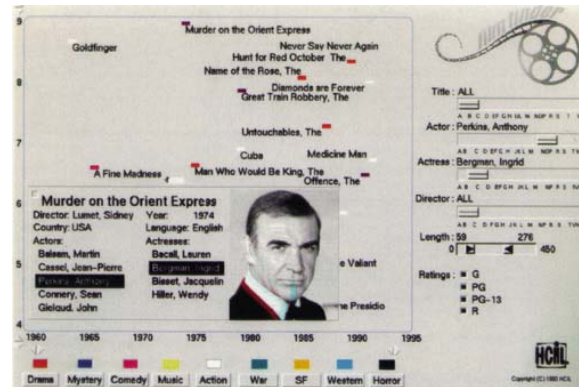 9
Murder on the Orient Express
Goldfinger
Never Say Never Again
Hunt for Red October The
8
Name of the Rose, The
Diamonds are Forever
Great Train Robbery, The
7
Untouchables, The
Cuba
Medicine Man
A Fine Madness
Man Who Would Be King, The
Offence, The
6
5
4
e Valiant
he Presidio
Murder on the Orient Express
Director: Lumet, Sidney Year: 1974
Country: USA Language: English
Actors: Actresses:
Balsam, Martin Bacall, Lauren
Cassel, Jean-Pierre Bergman, Ingrid
Perkins, Anthony Bisset, Jacquelin
Connery, Sean Hiller, Wendy
Gielgud, John
1960 1965 1970 1975 1980 1985 1990 1995
Drama Mystery Comedy Music Action War SF Western Horror
Title : ALL
Actor : Perkins, Anthony
Actress : Bergman, Ingrid
Director : ALL
Length : 59 276
0 450
Ratings :
G
PG
PG-13
R
HCIL